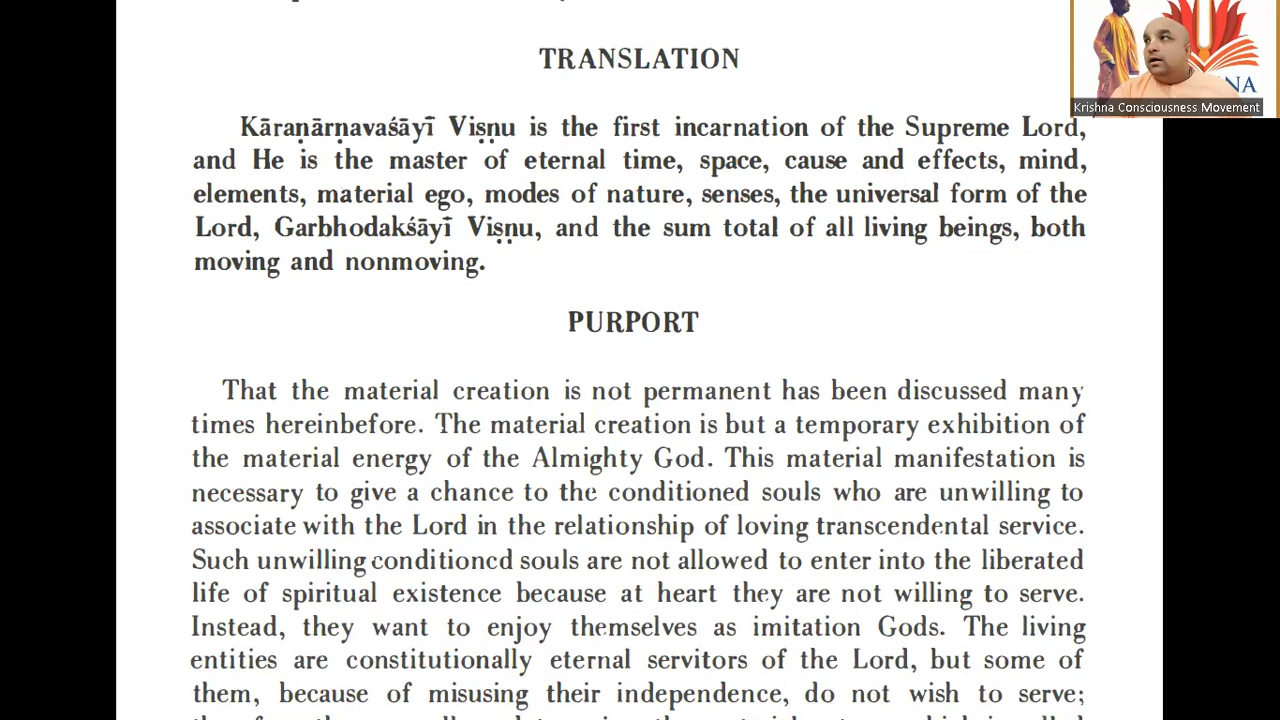 TRANSLATION
Kāraṇārṇavaśāyī Viṣṇu is the first incarnation of the Supreme Lord,
and He is the master of eternal time, space, cause and effects, mind,
elements, material ego, modes of nature, senses, the universal form of the
Lord, Garbhodakśāyī Viṣṇu, and the sum total of all living beings, both
moving and nonmoving.
PURPORT
That the material creation is not permanent has been discussed many
times hereinbefore. The material creation is but a temporary exhibition of
the material energy of the Almighty God. This material manifestation is
necessary to give a chance to the conditioned souls who are unwilling to
associate with the Lord in the relationship of loving transcendental service.
Such unwilling conditioned souls are not allowed to enter into the liberated
life of spiritual existence because at heart they are not willing to serve.
Instead, they want to enjoy themselves as imitation Gods. The living
entities are constitutionally eternal servitors of the Lord, but some of
them, because of misusing their independence, do not wish to serve;
NA
Krishna Consciousness Movement